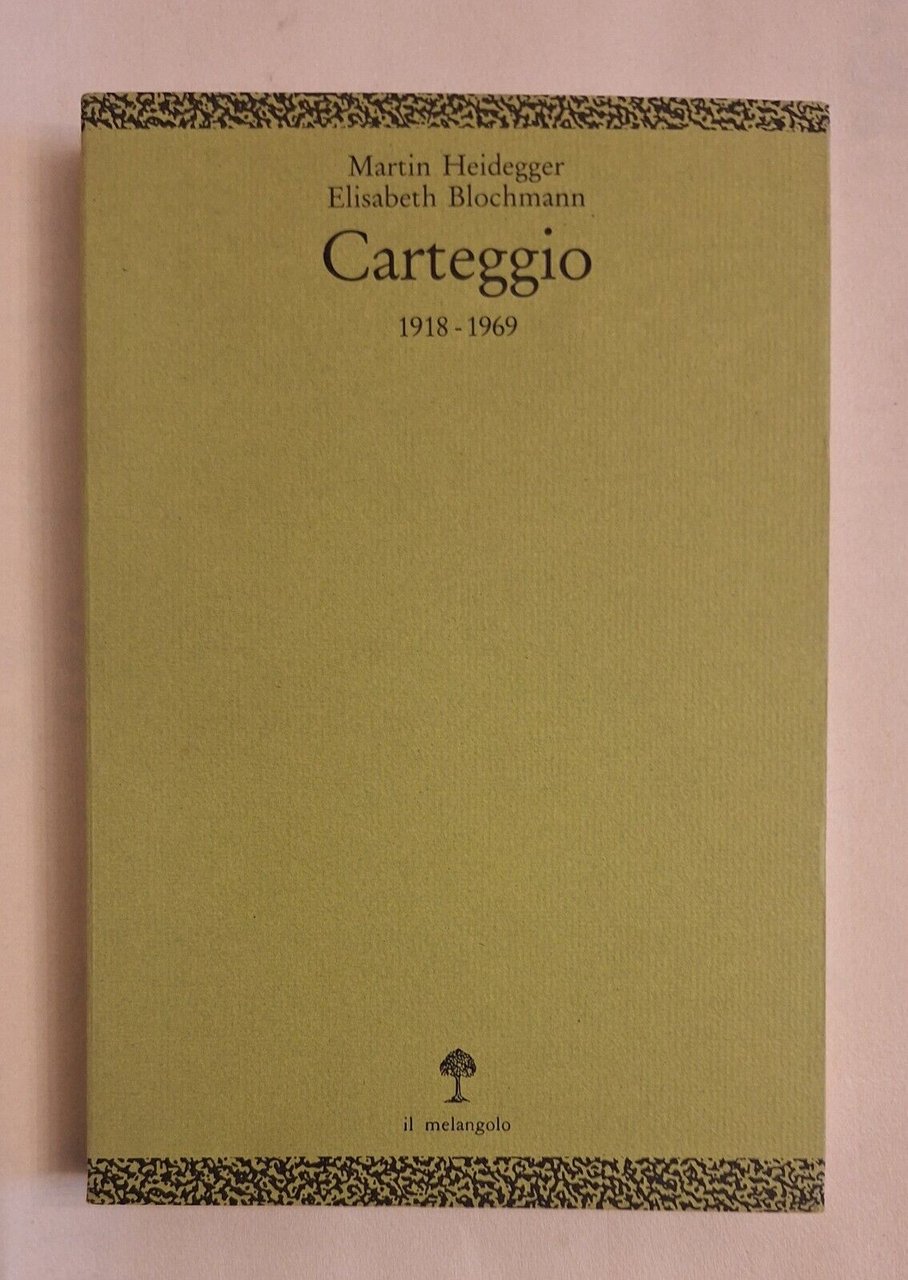 Martin Heidegger
Elisabeth Blochmann
Carteggio
1918 - 1969
il melangolo